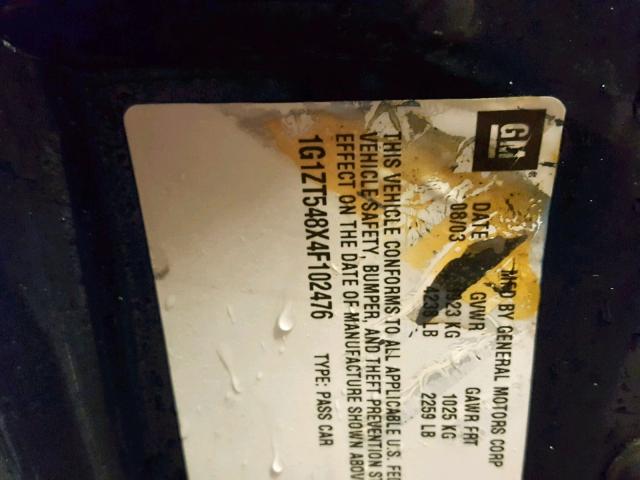 GM
MFD BY GENERAL MOTORS CORP
DATE GVWR GAWR FRT
08/03 1923 KG 1025 KG
4239 LB 2259 LB
THIS VEHICLE CONFORMS TO ALL APPLICABLE U.S. FE
VEHICLE SAFETY, BUMPER, AND THEFT PREVENTION S
EFFECT ON THE DATE OF MANUFACTURE SHOWN ABOV
1G1ZT548X4F102476 TYPE: PASS CAR